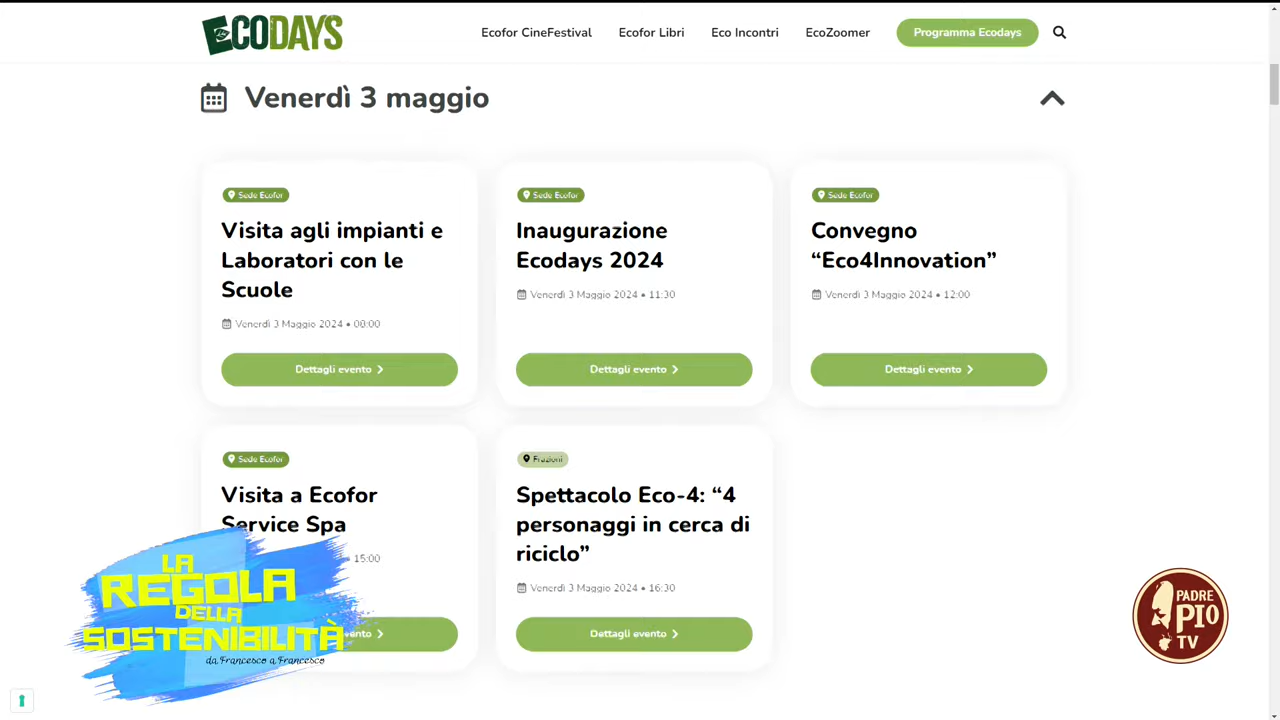 ECODAYS
Ecofor CineFestival
Ecofor Libri
Eco Incontri
EcoZoomer
Programma Ecodays
Venerdì 3 maggio
Sede Ecofor
Visita agli impianti e
Laboratori con le
Scuole
Venerdì 3 Maggio 2024 • 08:00
Dettagli evento
Sede Ecofor
Inaugurazione
Ecodays 2024
Venerdì 3 Maggio 2024 • 11:30
Dettagli evento
Sede Ecofor
Convegno
“Eco4Innovation”
Venerdì 3 Maggio 2024 • 12:00
Dettagli evento
Sede Ecofor
Visita a Ecofor
Service Spa
15:00
evento
Frazioni
Spettacolo Eco-4: “4
personaggi in cerca di
riciclo”
Venerdì 3 Maggio 2024 • 16:30
Dettagli evento
LA
REGOLA
DELLA
SOSTENIBILITÀ
da Francesco a Francesco
PADRE
PIO
TV